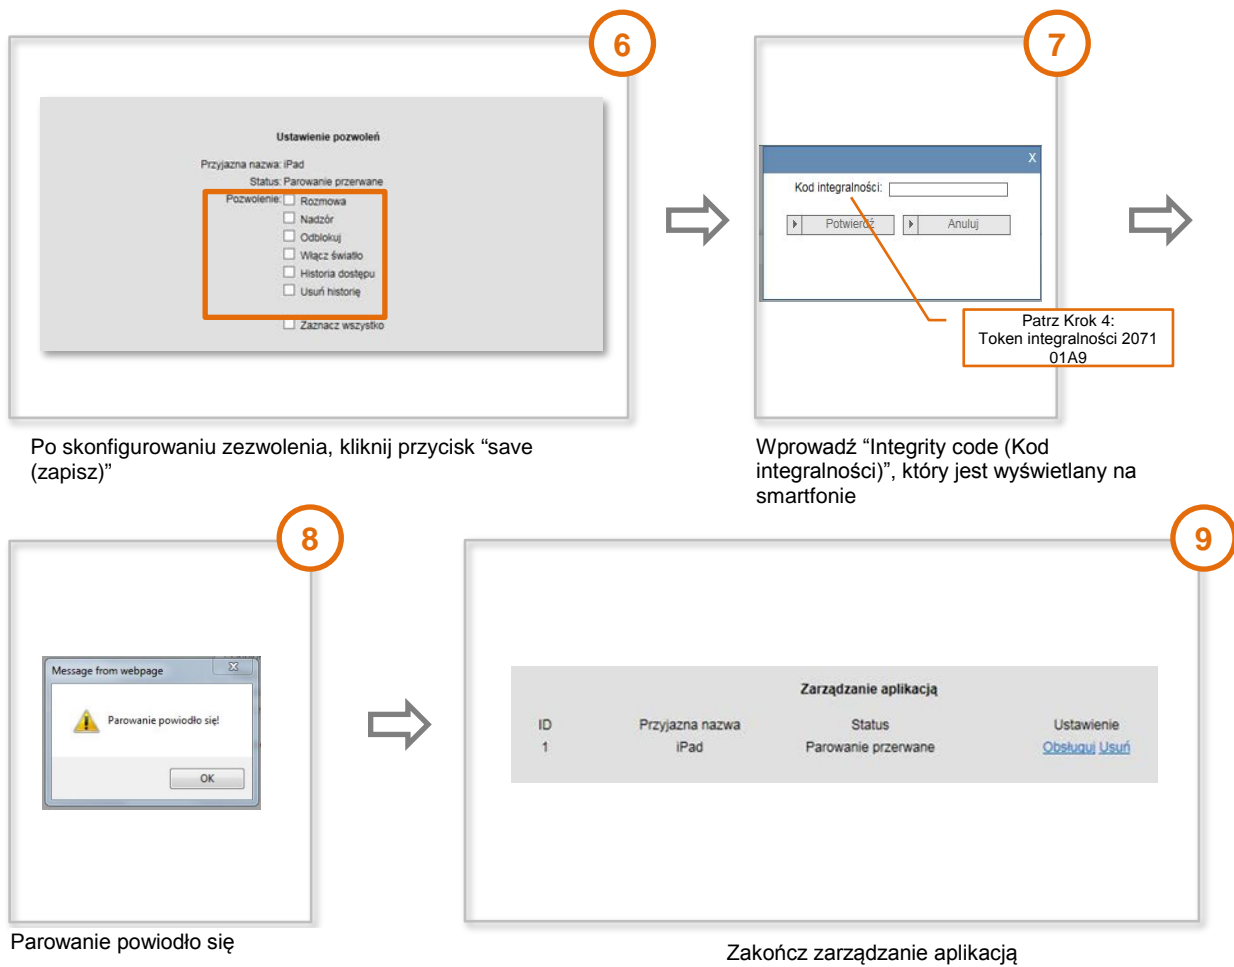 6
Ustawienie pozwoleń
Przyjazna nazwa: iPad
Status: Parowanie przerwane
Pozwolenie: Rozmowa
Nadzór
Odblokuj
Włącz światło
Historia dostępu
Usuń historię
Zaznacz wszystko
Po skonfigurowaniu zezwolenia, kliknij przycisk “save
(zapisz)”
7
X
Kod integralności:
Potwierdź Anuluj
Patrz Krok 4:
Token integralności 2071
01A9
Wprowadź “Integrity code (Kod
integralności)”, który jest wyświetlany na
smartfonie
8
Message from webpage
Parowanie powiodło się!
OK
Parowanie powiodło się
9
Zarządzanie aplikacją
ID Przyjazna nazwa Status Ustawienie
1 iPad Parowanie przerwane Obsługuj Usuń
Zakończ zarządzanie aplikacją